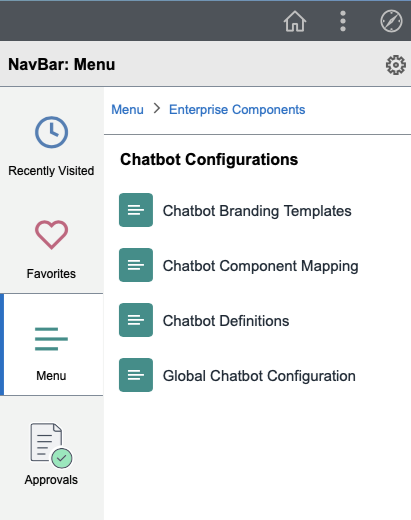 NavBar: Menu
Recently Visited
Favorites
Menu
Approvals
Menu > Enterprise Components
Chatbot Configurations
Chatbot Branding Templates
Chatbot Component Mapping
Chatbot Definitions
Global Chatbot Configuration